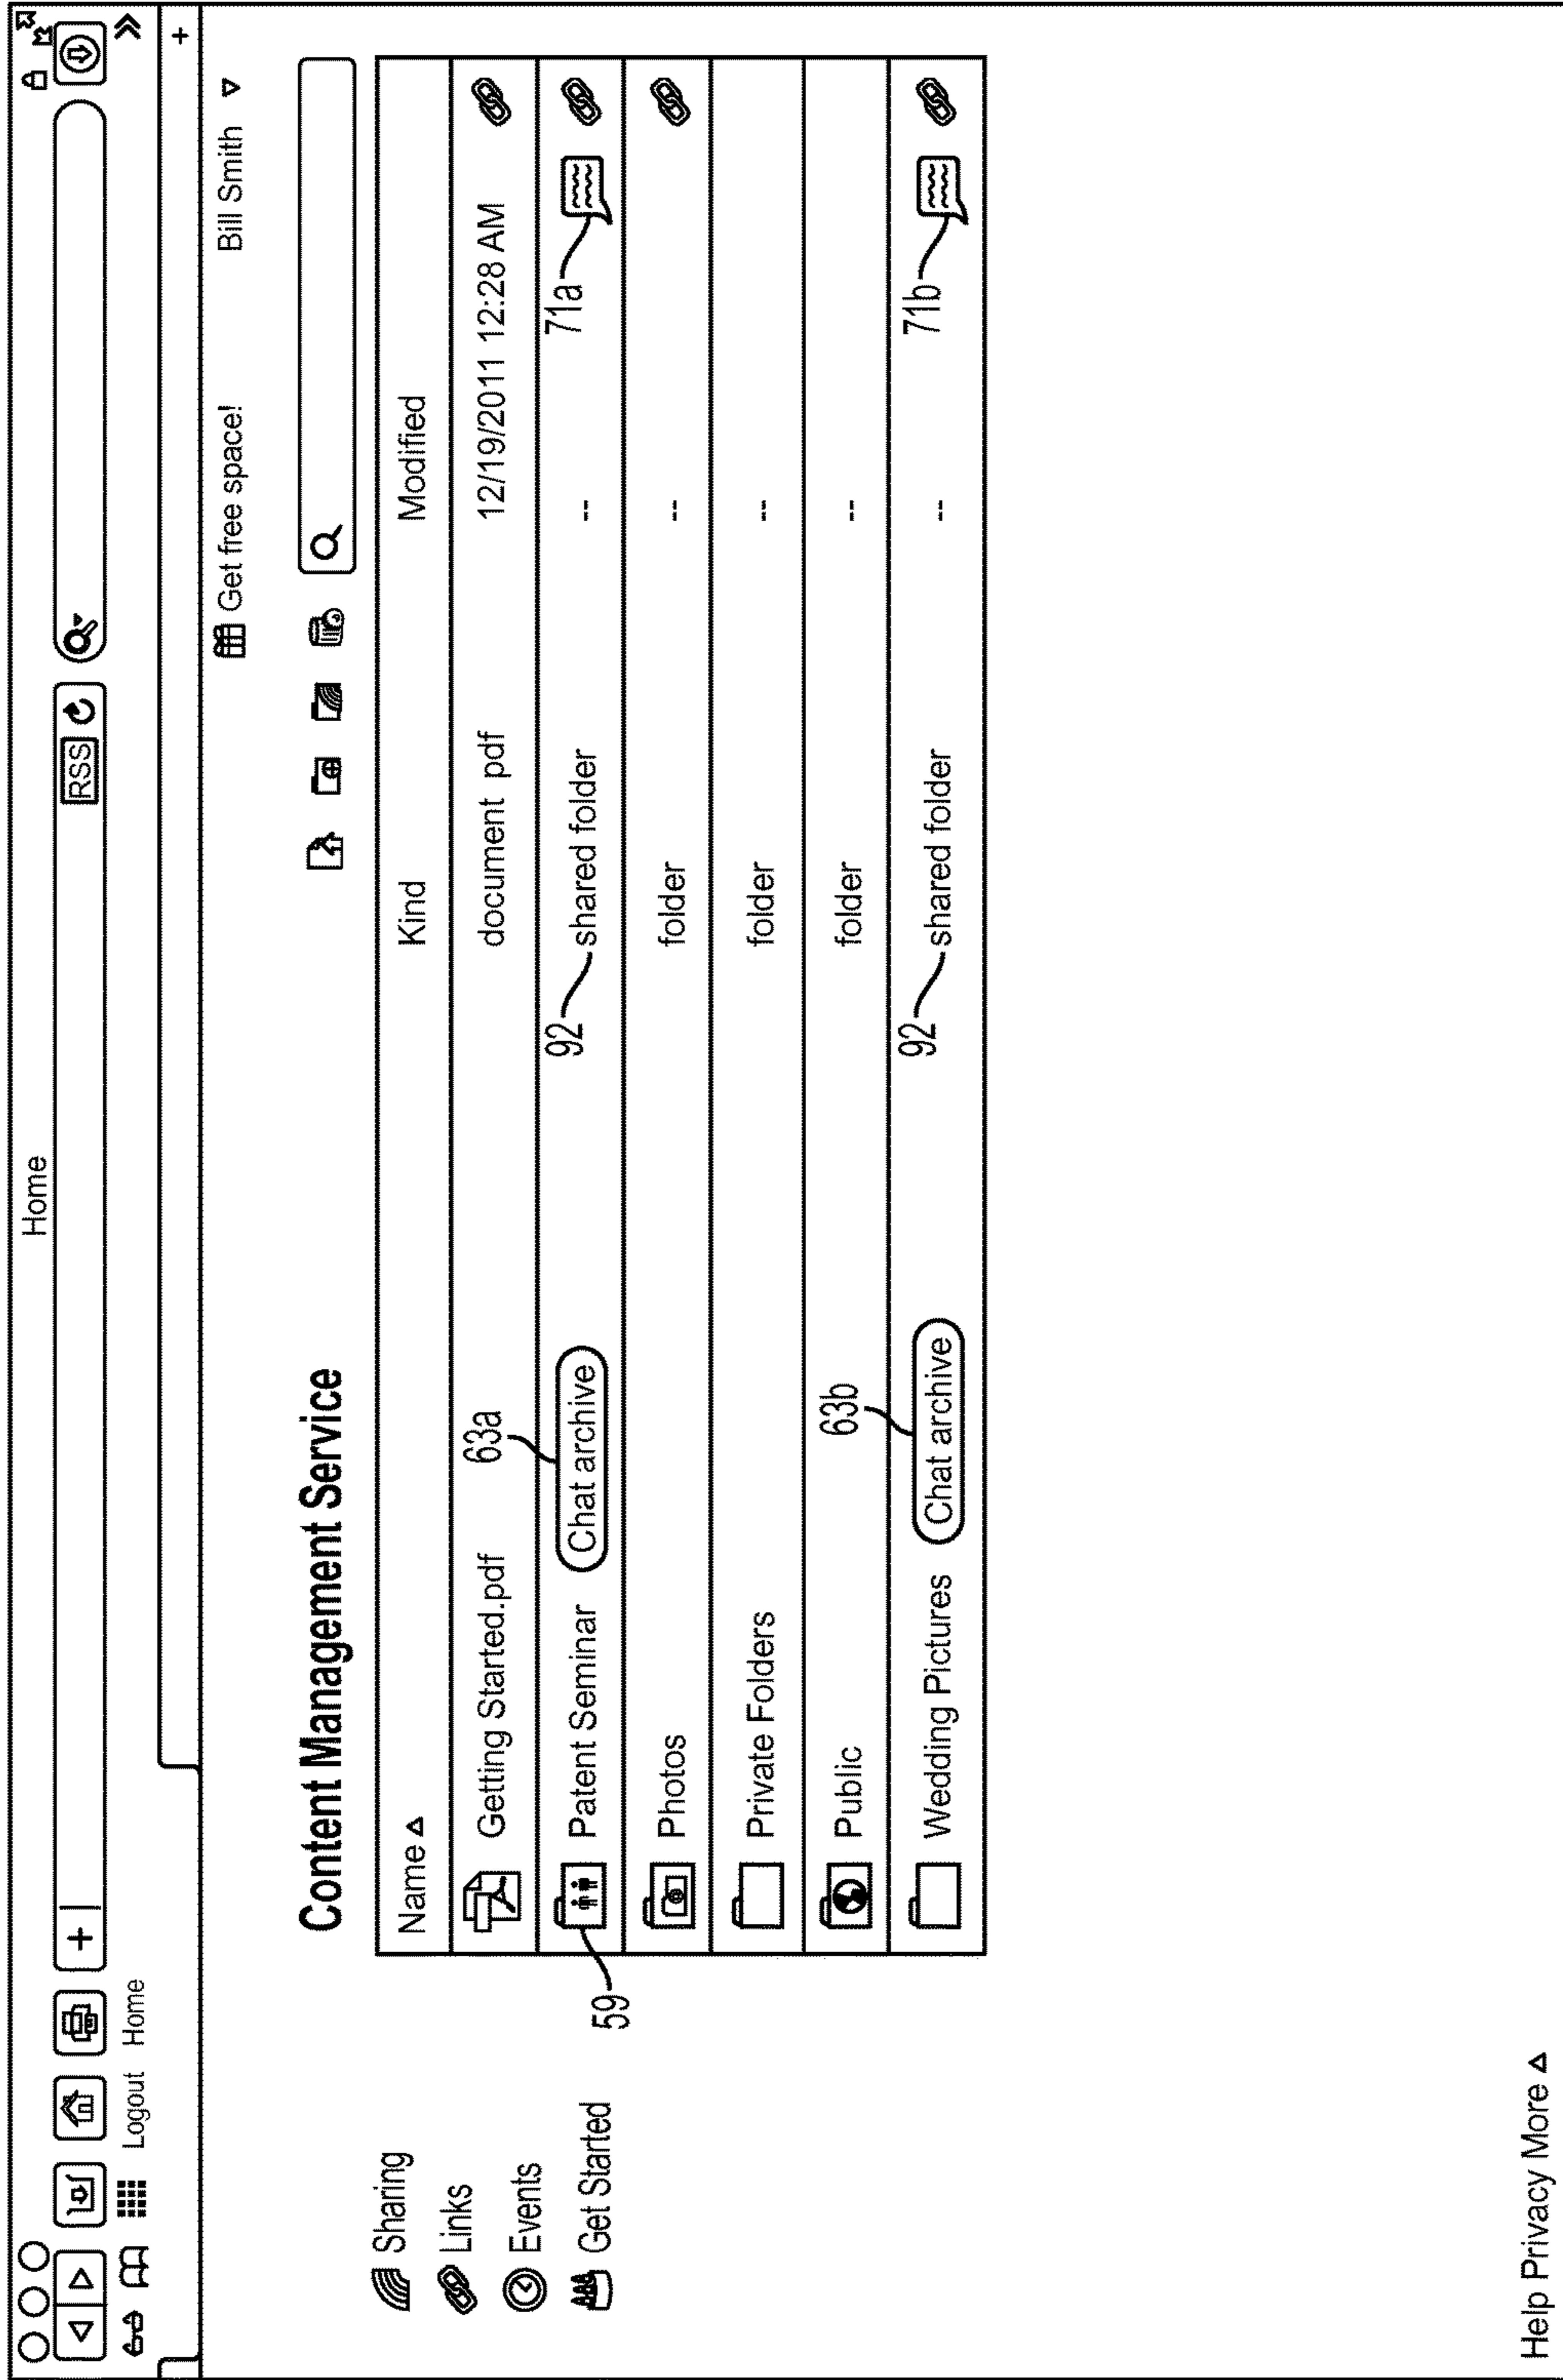 Home
RSS
Logout Home
+
Get free space! Bill Smith
Content Management Service
Sharing
Links
Events
Get Started
Name Kind Modified
Getting Started.pdf document pdf 12/19/2011 12:28 AM
63a
Patent Seminar Chat archive shared folder --
59
92
71a
Photos folder --
Private Folders folder --
Public folder --
63b
Wedding Pictures Chat archive shared folder --
92
71b
Help Privacy More